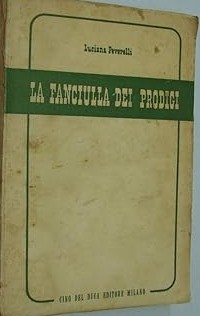 Luciana Peverelli
LA FANCIULLA DEI PRODIGI
CINO DEL DUCA EDITORE MILANO